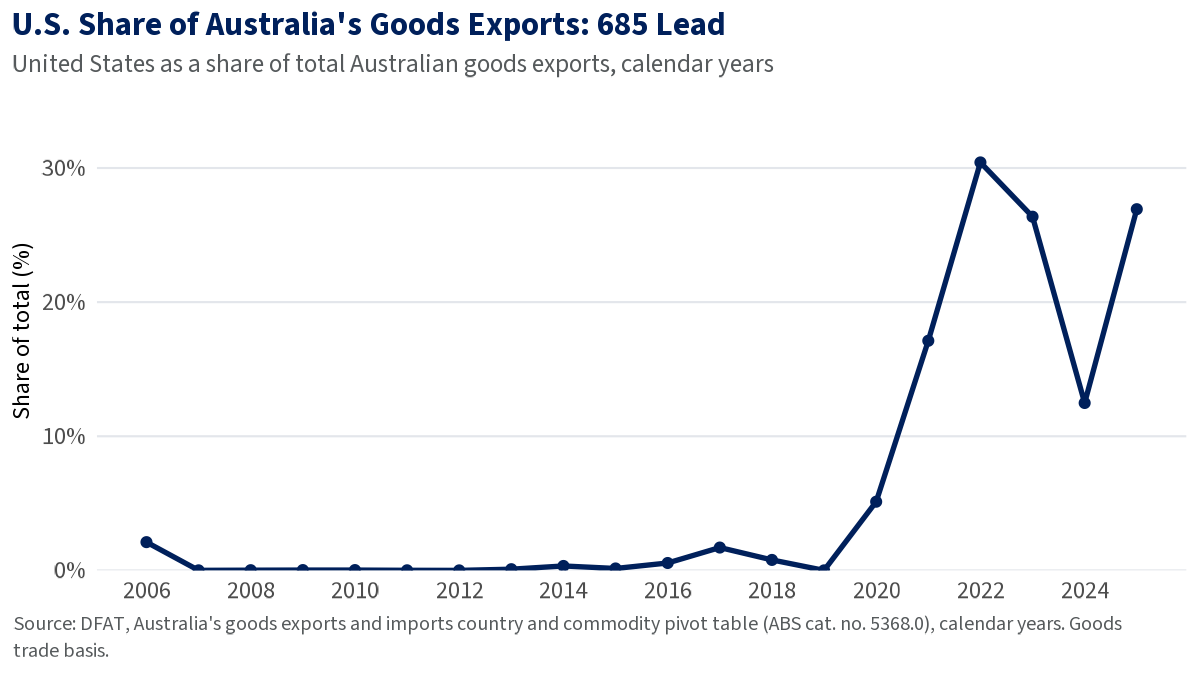 U.S. Share of Australia's Goods Exports: 685 Lead
United States as a share of total Australian goods exports, calendar years
Share of total (%)
30%
20%
10%
0%
2006 2008 2010 2012 2014 2016 2018 2020 2022 2024
Source: DFAT, Australia's goods exports and imports country and commodity pivot table (ABS cat. no. 5368.0), calendar years. Goods
trade basis.